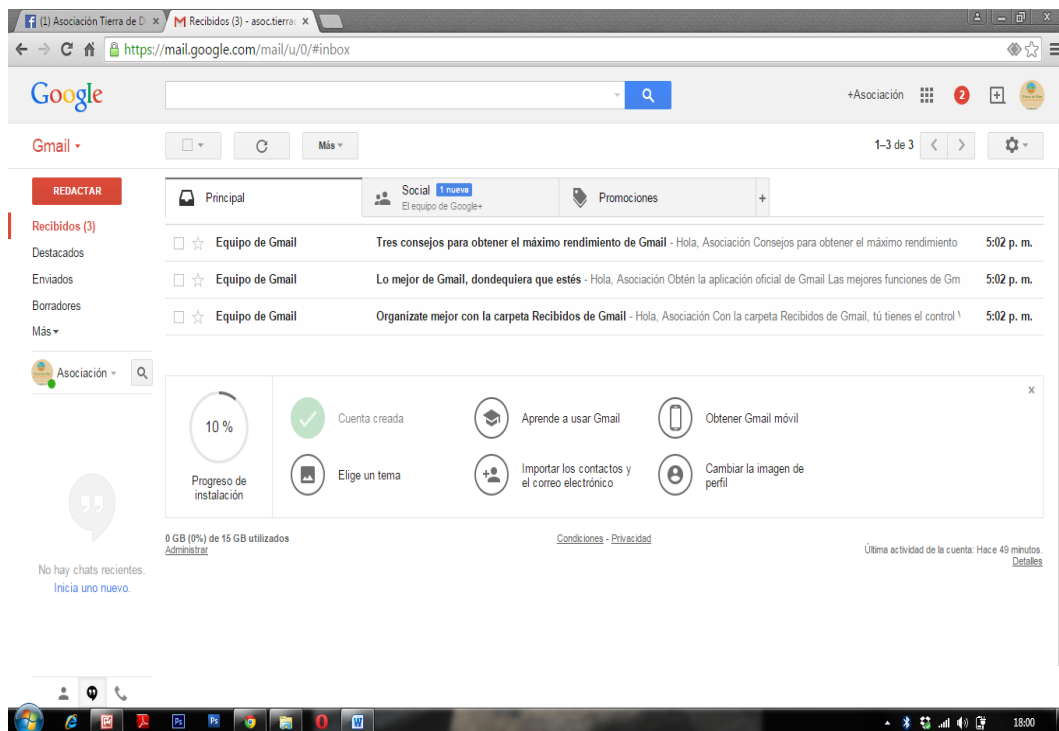 (1) Asociación Tierra de D
Recibidos (3) - asoc.tierra
https://mail.google.com/mail/u/0/#inbox
Google
+Asociación
2
Gmail
Más
1–3 de 3
REDACTAR
Principal
Social 1 nueva
El equipo de Google+
Promociones
+
Recibidos (3)
Destacados
Enviados
Borradores
Más
Equipo de Gmail Tres consejos para obtener el máximo rendimiento de Gmail - Hola, Asociación Consejos para obtener el máximo rendimiento 5:02 p. m.
Equipo de Gmail Lo mejor de Gmail, dondequiera que estés - Hola, Asociación Obtén la aplicación oficial de Gmail Las mejores funciones de Gm 5:02 p. m.
Equipo de Gmail Organízate mejor con la carpeta Recibidos de Gmail - Hola, Asociación Con la carpeta Recibidos de Gmail, tú tienes el control 5:02 p. m.
Asociación
10 %
Progreso de
instalación
Cuenta creada
Aprende a usar Gmail
Obtener Gmail móvil
Elige un tema
Importar los contactos y
el correo electrónico
Cambiar la imagen de
perfil
x
0 GB (0%) de 15 GB utilizados
Administrar
Condiciones - Privacidad
Última actividad de la cuenta: Hace 49 minutos.
Detalles
No hay chats recientes.
Inicia uno nuevo.
Ps
Ps
W
18:00